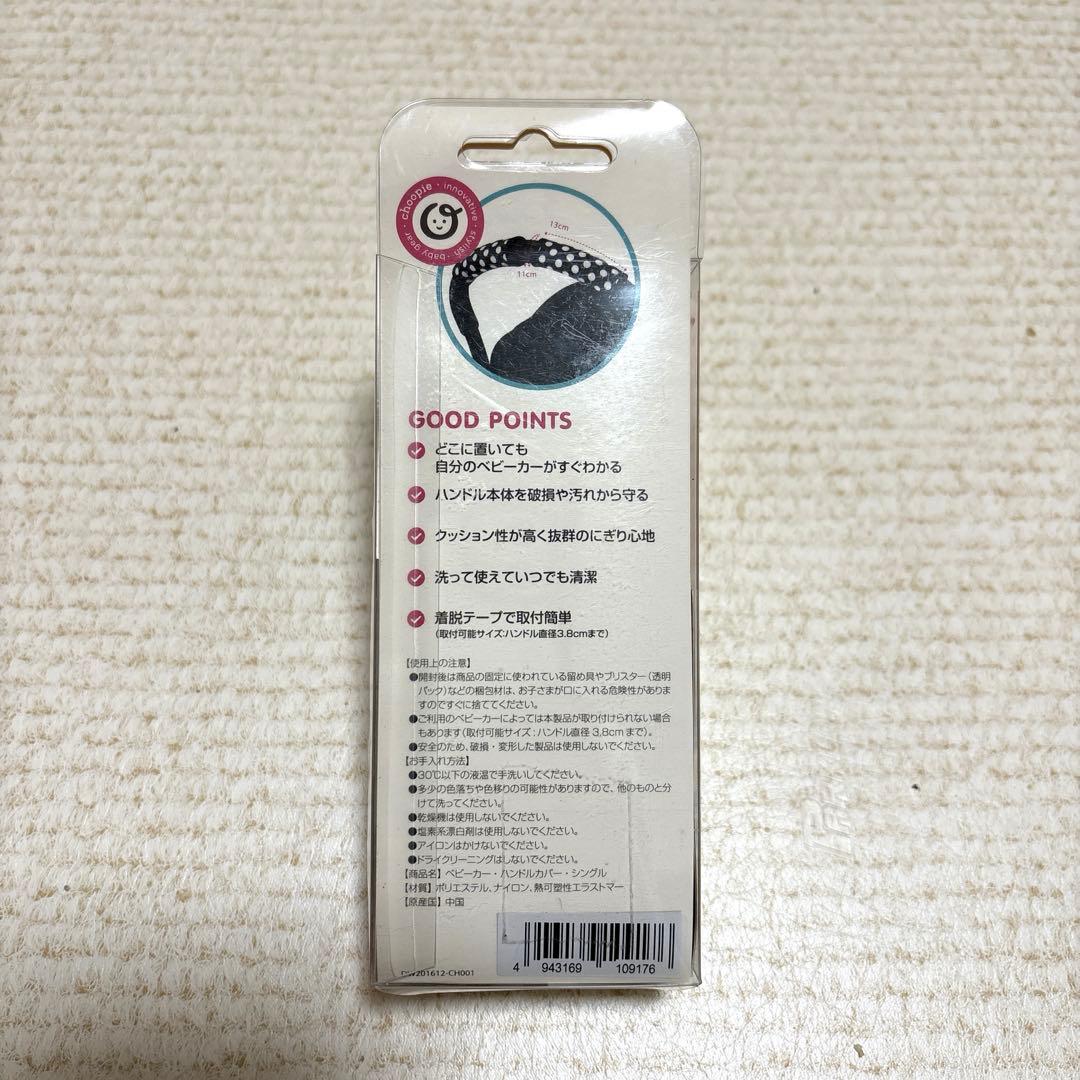 choopie・innovative・stylish・baby gear・
13cm
11cm
GOOD POINTS
どこに置いても
自分のベビーカーがすぐわかる
ハンドル本体を破損や汚れから守る
クッション性が高く抜群のにぎり心地
洗って使えていつでも清潔
着脱テープで取付簡単
(取付可能サイズ:ハンドル直径3.8cmまで)
【使用上の注意】
●開封後は商品の固定に使われている留め具やブリスター(透明
パック)などの梱包材は、お子さまが口に入れる危険性がありま
すのですぐに捨ててください。
●ご利用のベビーカーによっては本製品が取り付けられない場合
もあります(取付可能サイズ:ハンドル直径 3.8cmまで)。
●安全のため、破損・変形した製品は使用しないでください。
【お手入れ方法】
●30℃以下の液温で手洗いしてください。
●多少の色落ちや色移りの可能性がありますので、他のものと分
けて洗ってください。
●乾燥機は使用しないでください。
●塩素系漂白剤は使用しないでください。
●アイロンはかけないでください。
●ドライクリーニングはしないでください。
【商品名】ベビーカー・ハンドルカバー・シングル
【材質】ポリエステル、ナイロン、熱可塑性エラストマー
【原産国】中国
DW201612-CH001
4 943169 109176